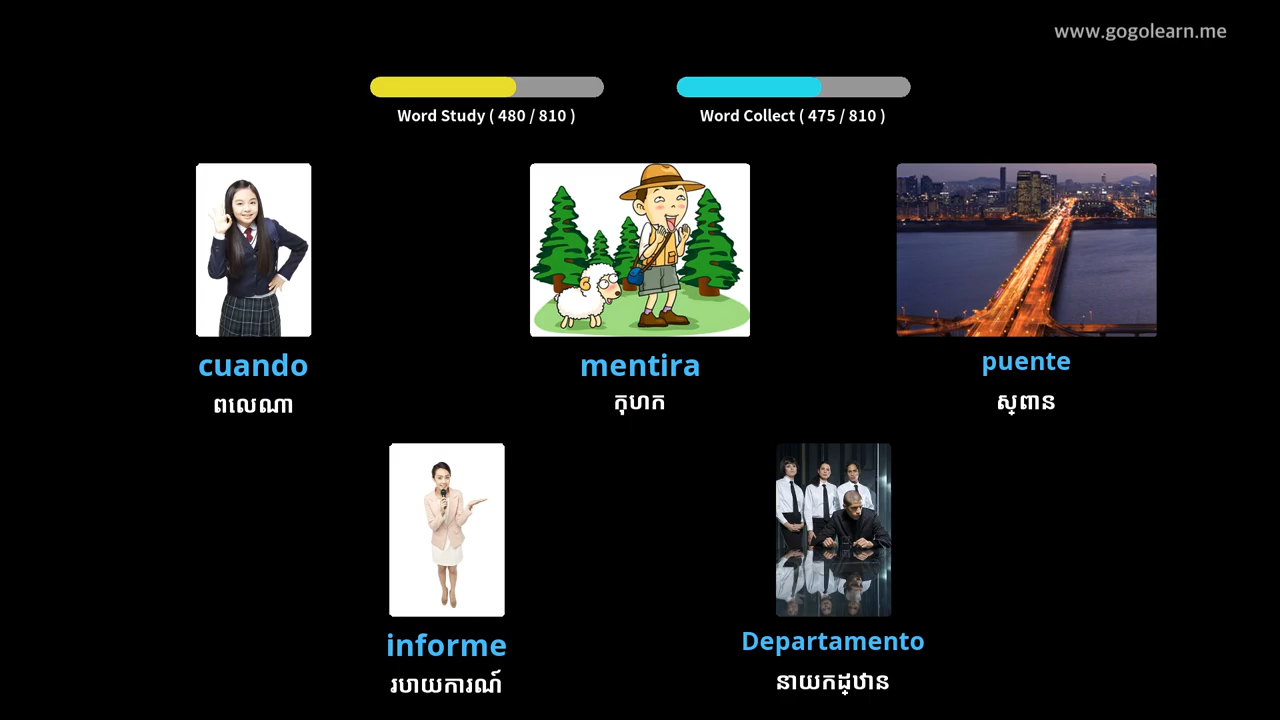 www.gogolearn.me
Word Study ( 480 / 810 )
Word Collect ( 475 / 810 )
cuando
ពលេណា
mentira
កុហក
puente
ស្ពាន
informe
របាយការណ៍
Departamento
នាយកដ្ឋាន